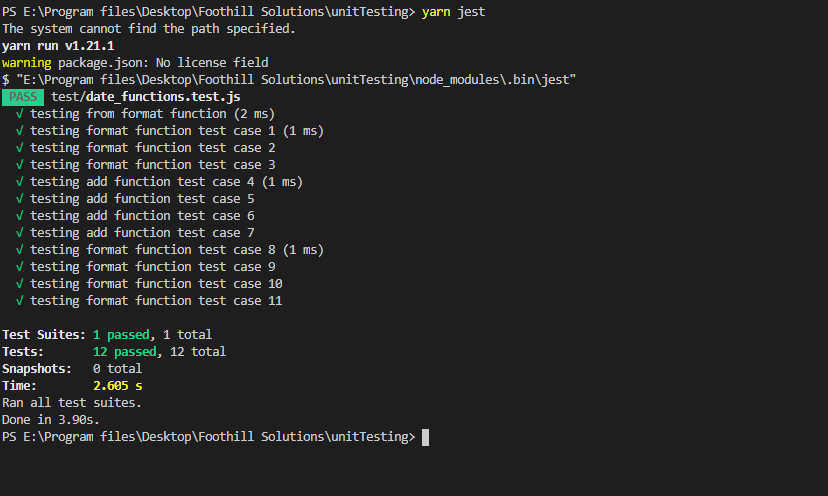 PS E:\Program files\Desktop\Foothill Solutions\unitTesting> yarn jest
The system cannot find the path specified.
yarn run v1.21.1
warning package.json: No license field
$ "E:\Program files\Desktop\Foothill Solutions\unitTesting\node_modules\.bin\jest"
PASS test/date_functions.test.js
√ testing from format function (2 ms)
√ testing format function test case 1 (1 ms)
√ testing format function test case 2
√ testing format function test case 3
√ testing add function test case 4 (1 ms)
√ testing add function test case 5
√ testing add function test case 6
√ testing add function test case 7
√ testing format function test case 8 (1 ms)
√ testing format function test case 9
√ testing format function test case 10
√ testing format function test case 11
Test Suites: 1 passed, 1 total
Tests: 12 passed, 12 total
Snapshots: 0 total
Time: 2.605 s
Ran all test suites.
Done in 3.90s.
PS E:\Program files\Desktop\Foothill Solutions\unitTesting>